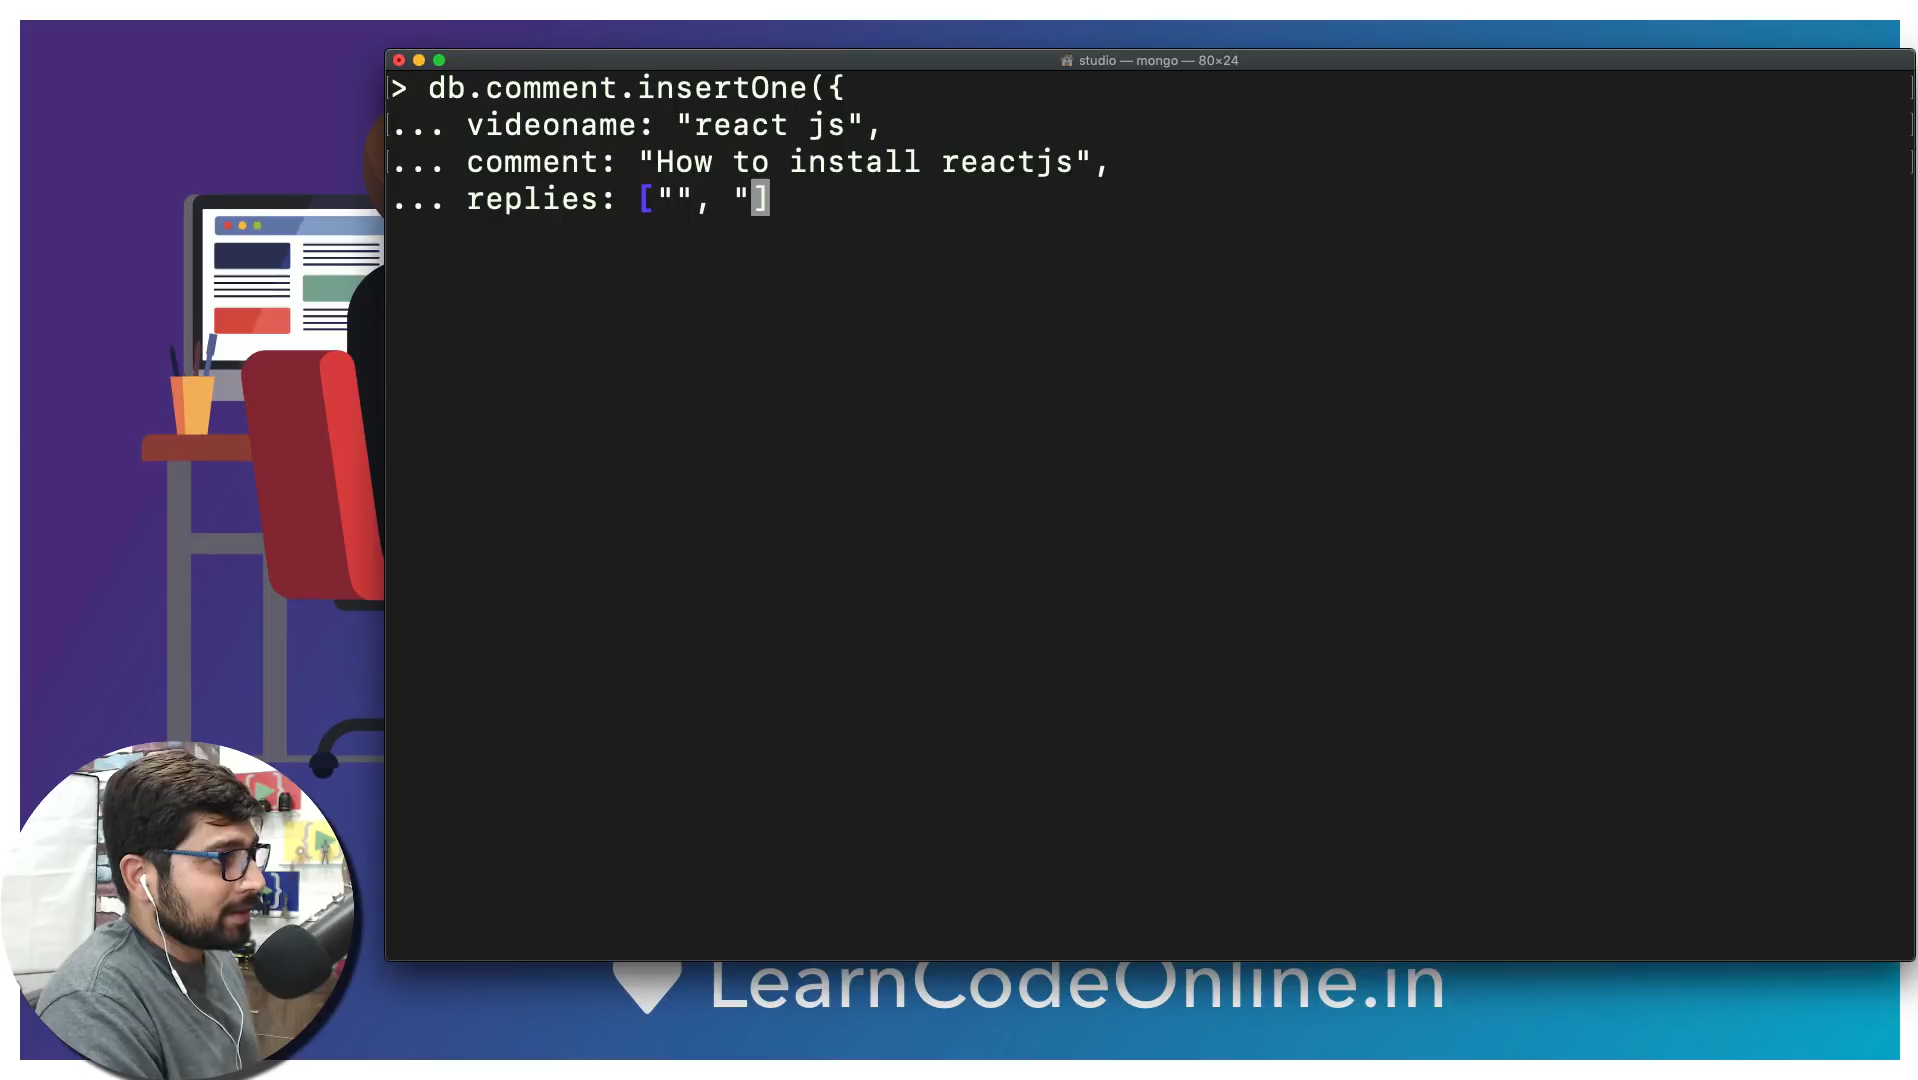 studio — mongo — 80×24
> db.comment.insertOne({
... videoname: "react js",
... comment: "How to install reactjs",
... replies: ["", "]
LearnCodeOnline.in